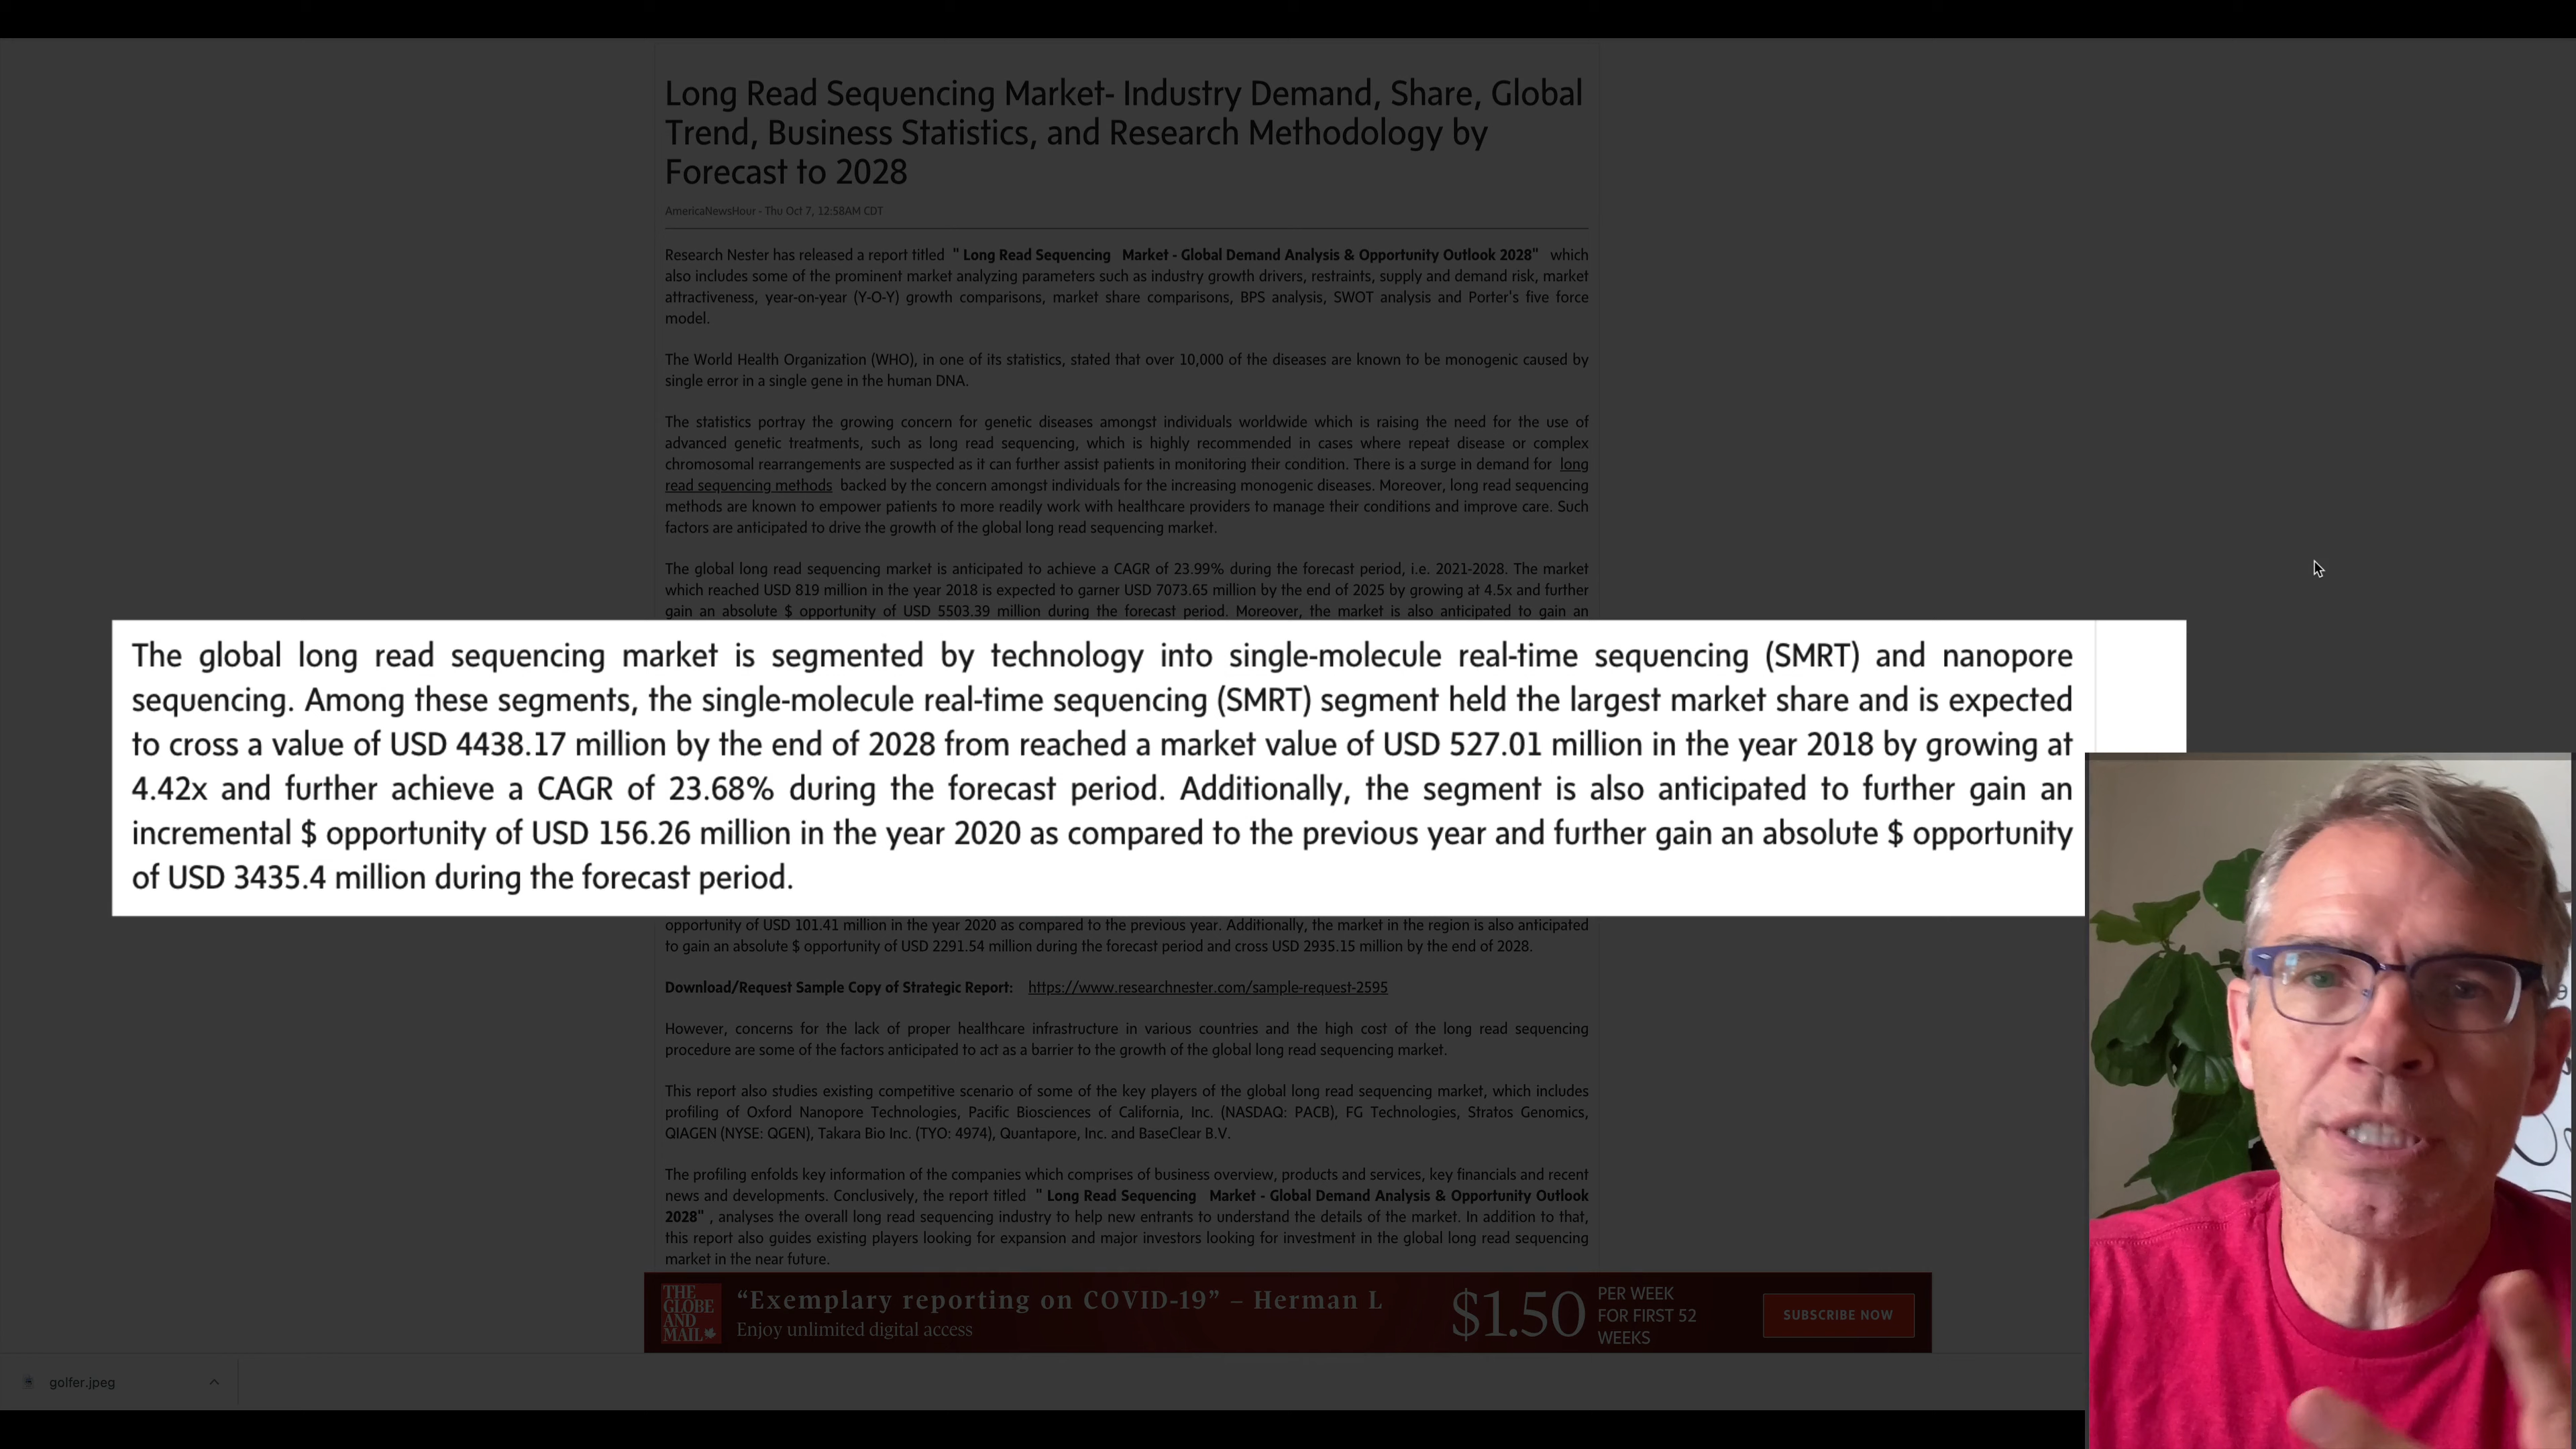 Long Read Sequencing Market- Industry Demand, Share, Global
Trend, Business Statistics, and Research Methodology by
Forecast to 2028
AmericaNewsHour - Thu Oct 7, 12:58AM CDT
Research Nester has released a report titled " Long Read Sequencing Market - Global Demand Analysis & Opportunity Outlook 2028" which
also includes some of the prominent market analyzing parameters such as industry growth drivers, restraints, supply and demand risk, market
attractiveness, year-on-year (Y-O-Y) growth comparisons, market share comparisons, BPS analysis, SWOT analysis and Porter's five force
model.
The World Health Organization (WHO), in one of its statistics, stated that over 10,000 of the diseases are known to be monogenic caused by
single error in a single gene in the human DNA.
The statistics portray the growing concern for genetic diseases amongst individuals worldwide which is raising the need for the use of
advanced genetic treatments, such as long read sequencing, which is highly recommended in cases where repeat disease or complex
chromosomal rearrangements are suspected as it can further assist patients in monitoring their condition. There is a surge in demand for long
read sequencing methods backed by the concern amongst individuals for the increasing monogenic diseases. Moreover, long read sequencing
methods are known to empower patients to more readily work with healthcare providers to manage their conditions and improve care. Such
factors are anticipated to drive the growth of the global long read sequencing market.
The global long read sequencing market is anticipated to achieve a CAGR of 23.99% during the forecast period, i.e. 2021-2028. The market
which reached USD 819 million in the year 2018 is expected to garner USD 7073.65 million by the end of 2025 by growing at 4.5x and further
gain an absolute $ opportunity of USD 5503.39 million during the forecast period. Moreover, the market is also anticipated to gain an
The global long read sequencing market is segmented by technology into single-molecule real-time sequencing (SMRT) and nanopore
sequencing. Among these segments, the single-molecule real-time sequencing (SMRT) segment held the largest market share and is expected
to cross a value of USD 4438.17 million by the end of 2028 from reached a market value of USD 527.01 million in the year 2018 by growing at
4.42x and further achieve a CAGR of 23.68% during the forecast period. Additionally, the segment is also anticipated to further gain an
incremental $ opportunity of USD 156.26 million in the year 2020 as compared to the previous year and further gain an absolute $ opportunity
of USD 3435.4 million during the forecast period.
opportunity of USD 101.41 million in the year 2020 as compared to the previous year. Additionally, the market in the region is also anticipated
to gain an absolute $ opportunity of USD 2291.54 million during the forecast period and cross USD 2935.15 million by the end of 2028.
Download/Request Sample Copy of Strategic Report: https://www.researchnester.com/sample-request-2595
However, concerns for the lack of proper healthcare infrastructure in various countries and the high cost of the long read sequencing
procedure are some of the factors anticipated to act as a barrier to the growth of the global long read sequencing market.
This report also studies existing competitive scenario of some of the key players of the global long read sequencing market, which includes
profiling of Oxford Nanopore Technologies, Pacific Biosciences of California, Inc. (NASDAQ: PACB), FG Technologies, Stratos Genomics,
QIAGEN (NYSE: QGEN), Takara Bio Inc. (TYO: 4974), Quantapore, Inc. and BaseClear B.V.
The profiling enfolds key information of the companies which comprises of business overview, products and services, key financials and recent
news and developments. Conclusively, the report titled " Long Read Sequencing Market - Global Demand Analysis & Opportunity Outlook
2028" , analyses the overall long read sequencing industry to help new entrants to understand the details of the market. In addition to that,
this report also guides existing players looking for expansion and major investors looking for investment in the global long read sequencing
market in the near future.
THE
GLOBE
AND
MAIL
"Exemplary reporting on COVID-19" – Herman L
Enjoy unlimited digital access
$1.50
PER WEEK
FOR FIRST 52
WEEKS
SUBSCRIBE NOW
golfer.jpeg